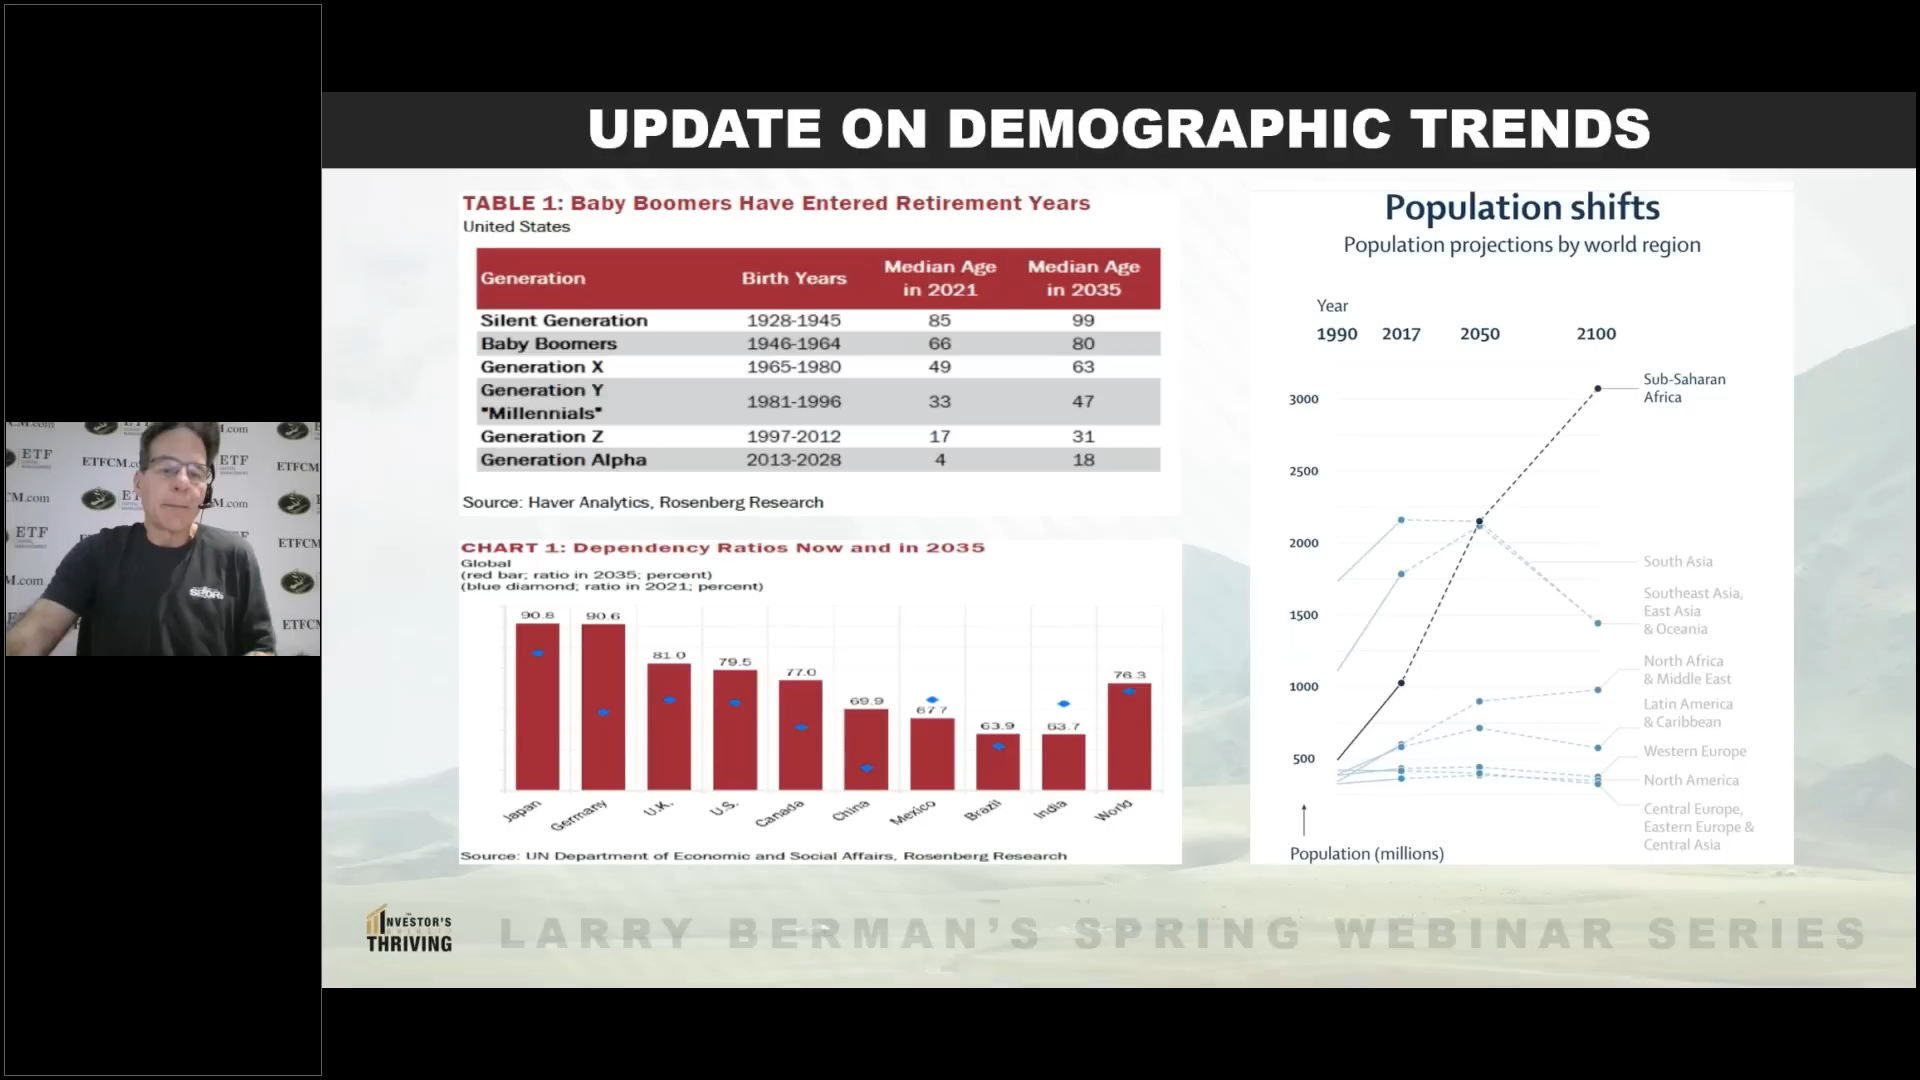 UPDATE ON DEMOGRAPHIC TRENDS
TABLE 1: Baby Boomers Have Entered Retirement Years
United States
Generation Birth Years Median Age in 2021 Median Age in 2035
Silent Generation 1928-1945 85 99
Baby Boomers 1946-1964 66 80
Generation X 1965-1980 49 63
Generation Y "Millennials" 1981-1996 33 47
Generation Z 1997-2012 17 31
Generation Alpha 2013-2028 4 18
Source: Haver Analytics, Rosenberg Research
CHART 1: Dependency Ratios Now and in 2035
Global
(red bar; ratio in 2035; percent)
(blue diamond; ratio in 2021; percent)
90.8 90.6 81.0 79.5 77.0 69.9 67.7 63.9 63.7 76.3
Japan Germany U.K. U.S. Canada China Mexico Brazil India World
Source: UN Department of Economic and Social Affairs, Rosenberg Research
Population shifts
Population projections by world region
Year
1990 2017 2050 2100
3000
2500
2000
1500
1000
500
Sub-Saharan
Africa
South Asia
Southeast Asia,
East Asia
& Oceania
North Africa
& Middle East
Latin America
& Caribbean
Western Europe
North America
Central Europe,
Eastern Europe &
Central Asia
Population (millions)
INVESTOR'S
THRIVING
LARRY BERMAN'S SPRING WEBINAR SERIES
M.com
ETF
ETFCM.com